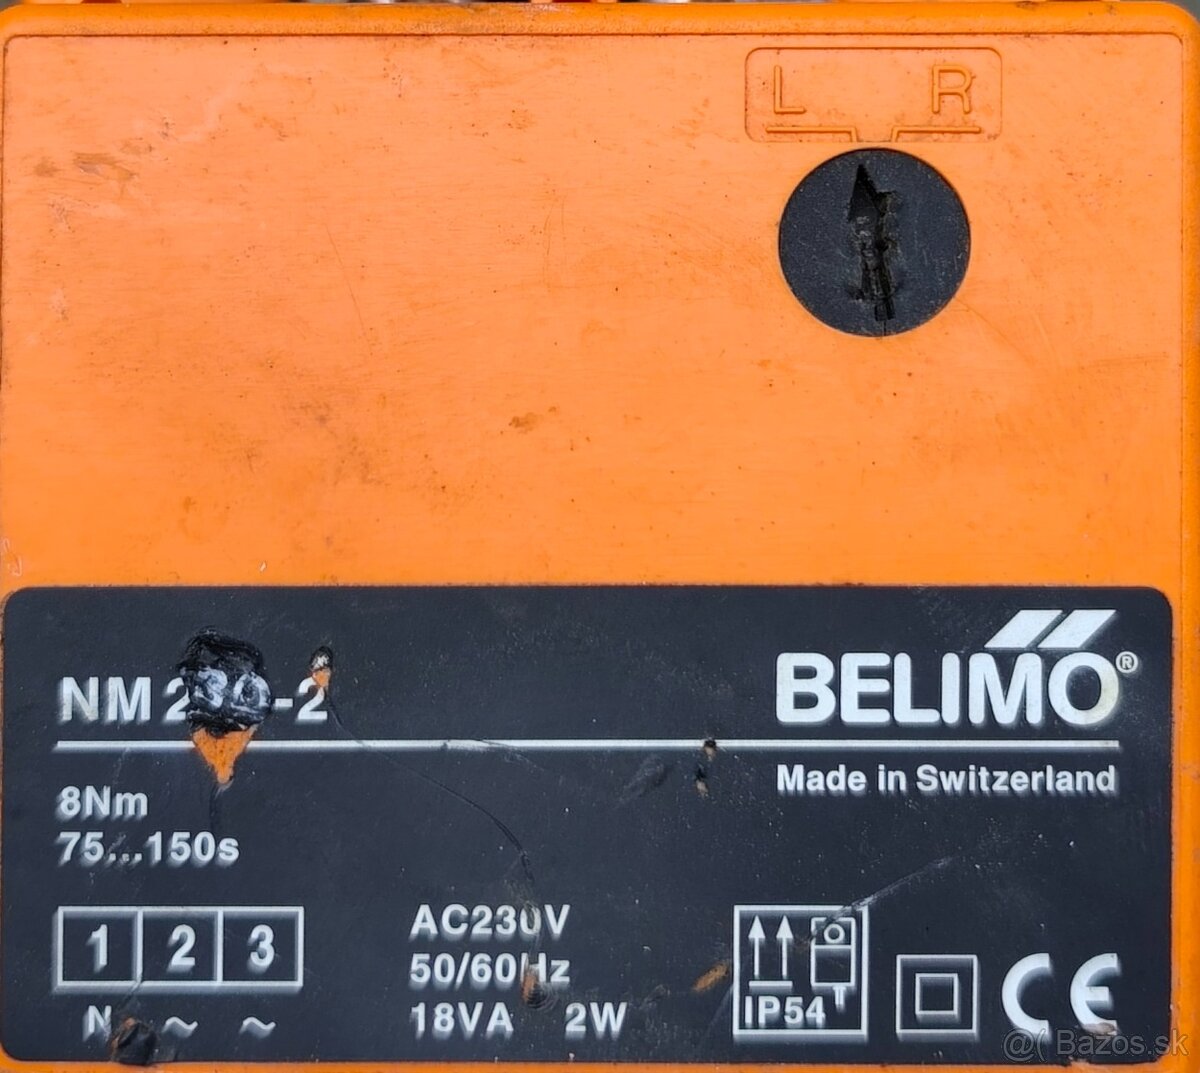 L R
NM 230-2
BELIMO®
Made in Switzerland
8Nm
75...150s
1 2 3
N ~ ~
AC230V
50/60Hz
18VA 2W
IP54
CE
@( Bazos.sk